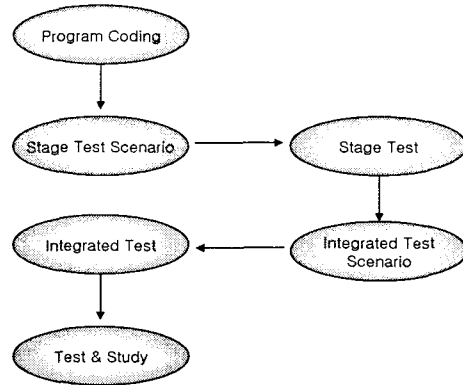 Program Coding
Stage Test Scenario
Stage Test
Integrated Test
Integrated Test
Scenario
Test & Study